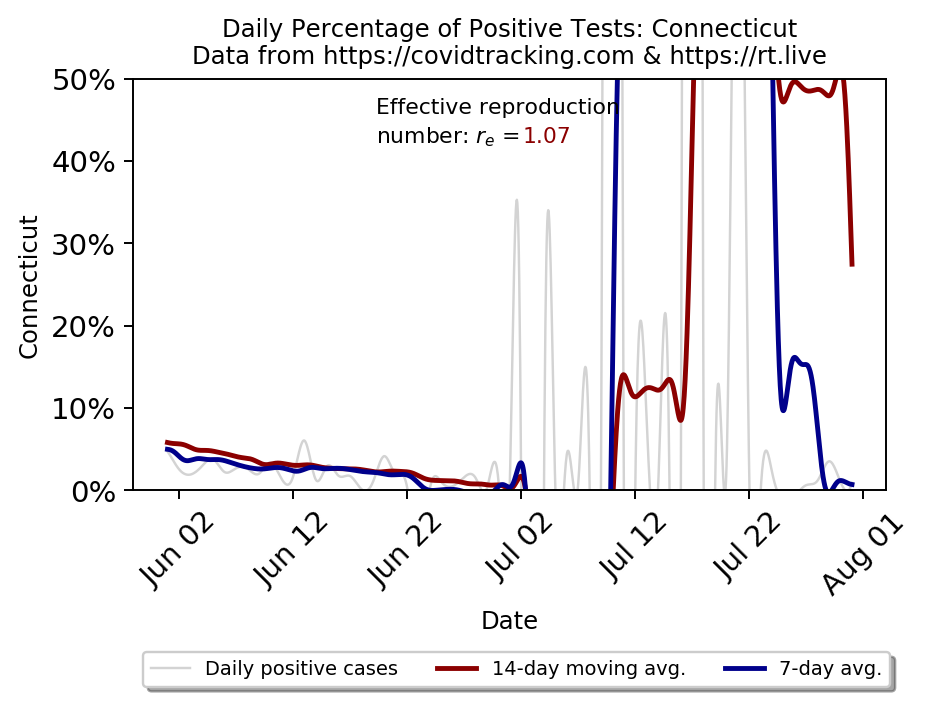 Daily Percentage of Positive Tests: Connecticut
Data from https://covidtracking.com & https://rt.live
50%
Effective reproduction
number: rₑ = 1.07
40%
30%
20%
10%
0%
Connecticut
Jun 02
Jun 12
Jun 22
Jul 02
Jul 12
Jul 22
Aug 01
Date
Daily positive cases
14-day moving avg.
7-day avg.